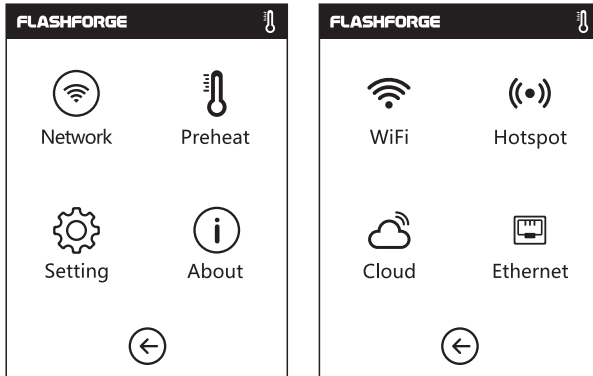 FLASHFORGE
Network Preheat
Setting About
FLASHFORGE
WiFi Hotspot
Cloud Ethernet